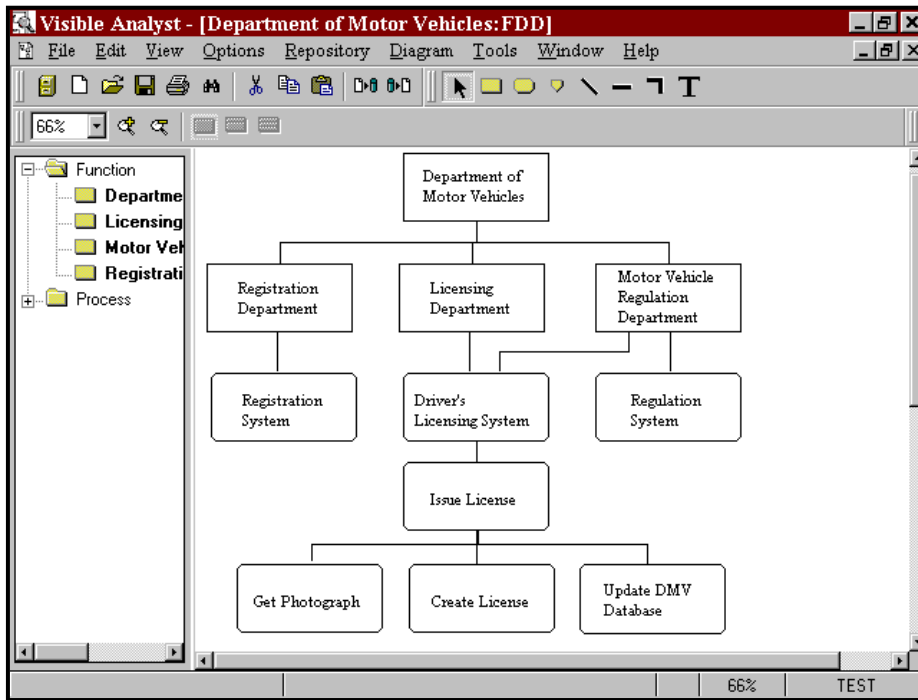 Visible Analyst - [Department of Motor Vehicles:FDD]
File Edit View Options Repository Diagram Tools Window Help
T
66%
Function
Departme
Licensing
Motor Veh
Registrati
Process
Department of
Motor Vehicles
Registration
Department
Licensing
Department
Motor Vehicle
Regulation
Department
Registration
System
Driver's
Licensing System
Regulation
System
Issue License
Get Photograph
Create License
Update DMV
Database
66% TEST